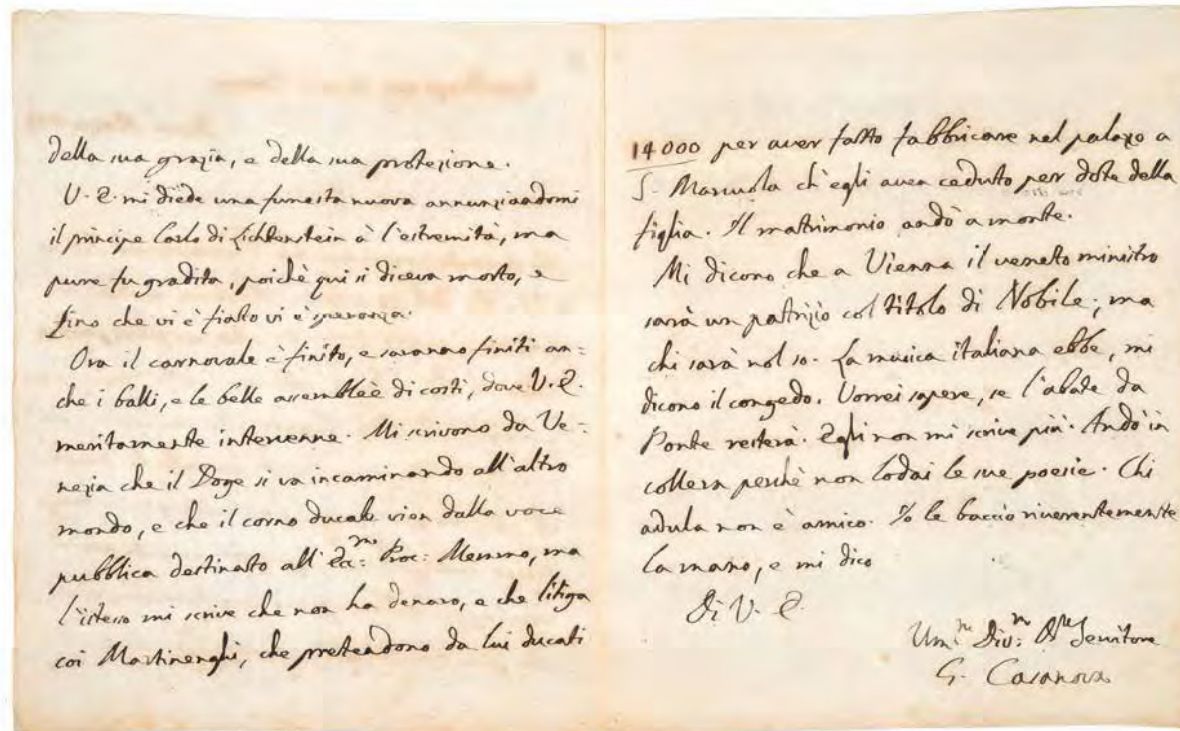 della sua grazia, e della sua protezione.
V. E. mi diede una funesta nuova annunziandomi
il principe Carlo di Lichtenstein à l'estremità, ma
pure fu gradita, poichè qui si diceva morto, e
fino che vi è fiato vi è speranza.
Ora il carnovale è finito, e saranno finiti an=
che i balli, e le belle assemblèe di costì, dove V. E.
meritamente intervenne. Mi scrivono da Ve=
nezia che il Doge si va incaminando all'altro
mondo, e che il corno ducale vien dalla voce
pubblica destinato all' Ec:mo Proc: Memmo, ma
l'istesso mi scrive che non ha denaro, e che litiga
coi Martinenghi, che pretendono da lui ducati
14000 per aver fatto fabbricare nel palazo a
S. Marcuola ch'egli avea ceduto per dote della
figlia. Il matrimonio andò a monte.
Mi dicono che a Vienna il veneto ministro
sarà un patrizio col titolo di Nobile; ma
chi sarà nol so. La musica italiana ebbe, mi
dicono il congedo. Vorrei sapere, se l'abate da
Ponte resterà. Egli non mi scrive più. Andò in
collera perchè non lodai le sue poesie. Chi
adula non è amico. Io le baccio riverentemente
la mano, e mi dico
Di V. E.
Um:mo Div:mo Servitore
G. Casanova